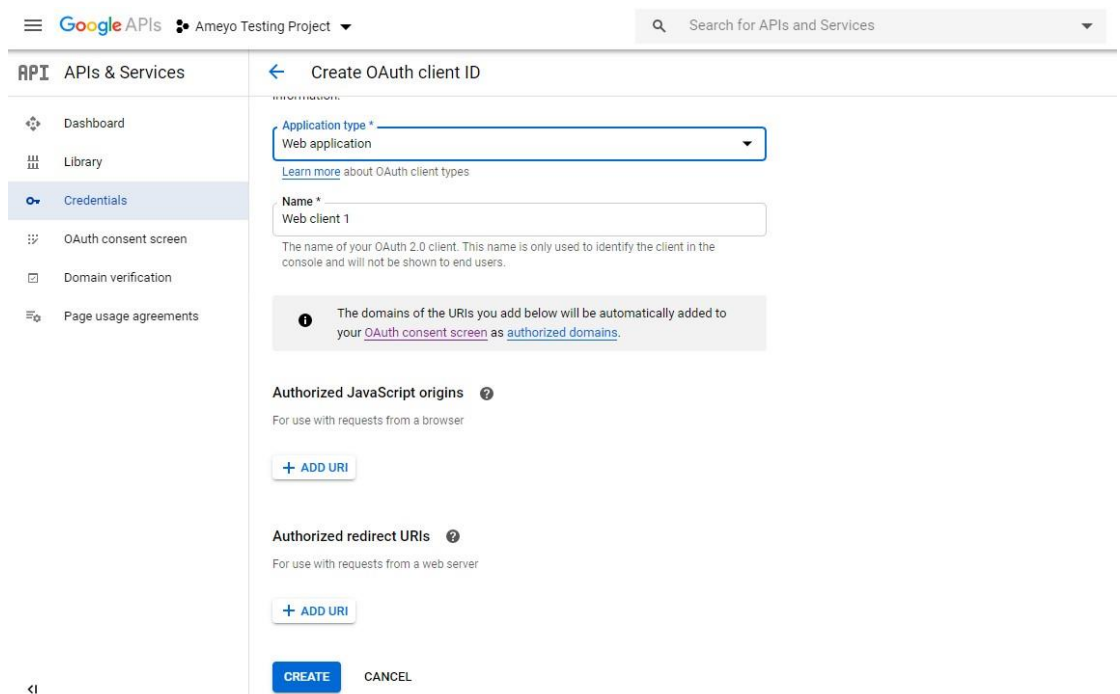 Google APIs
Ameyo Testing Project
Search for APIs and Services
API APIs & Services
Create OAuth client ID
Dashboard
Library
Credentials
OAuth consent screen
Domain verification
Page usage agreements
information.
Application type *
Web application
Learn more about OAuth client types
Name *
Web client 1
The name of your OAuth 2.0 client. This name is only used to identify the client in the
console and will not be shown to end users.
The domains of the URIs you add below will be automatically added to
your OAuth consent screen as authorized domains.
Authorized JavaScript origins
For use with requests from a browser
+ ADD URI
Authorized redirect URIs
For use with requests from a web server
+ ADD URI
CREATE CANCEL